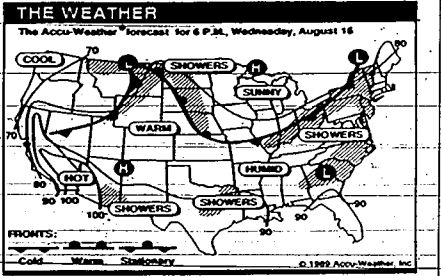 THE WEATHER
The Accu-Weather® forecast for 6 P.M., Wednesday, August 16
70 80
COOL L SHOWERS H L
SUNNY
70 WARM SHOWERS
HOT H HUMID L
80
90 100
100 SHOWERS SHOWERS 90 90
90
FRONTS:
Cold Warm Stationary
© 1989 Accu-Weather, Inc